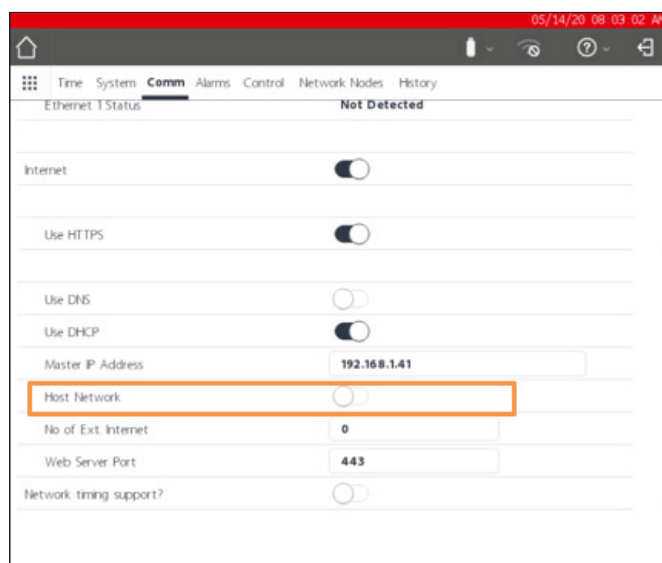 05/14/20 08 03 02 AM
Time System Comm Alarms Control Network Nodes History
Ethernet 1 Status Not Detected
Internet
Use HTTPS
Use DNS
Use DHCP
Master IP Address 192.168.1.41
Host Network
No of Ext. Internet 0
Web Server Port 443
Network timing support?